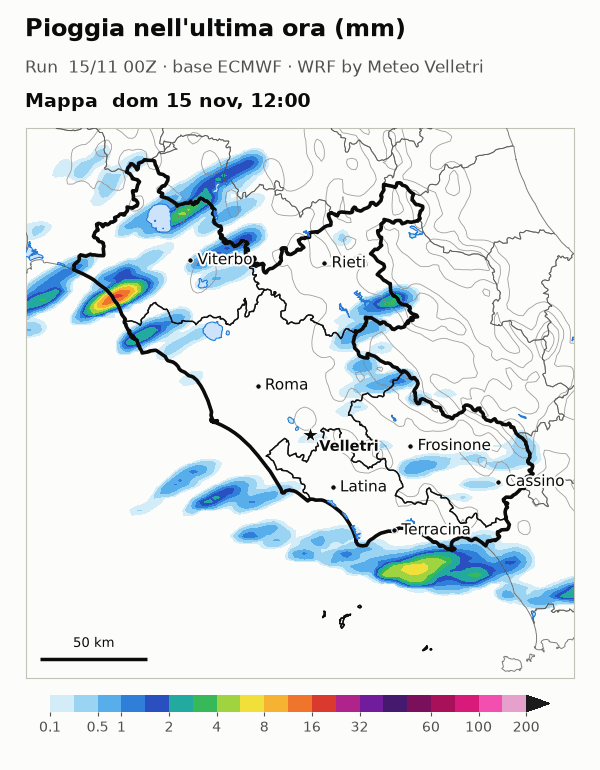 Pioggia nell'ultima ora (mm)
Run  15/11 00Z · base ECMWF · WRF by Meteo Velletri
Mappa  dom 15 nov, 12:00
Viterbo
Rieti
Roma
Velletri
Frosinone
Latina
Cassino
Terracina
50 km
0.1 0.5 1 2 4 8 16 32 60 100 200